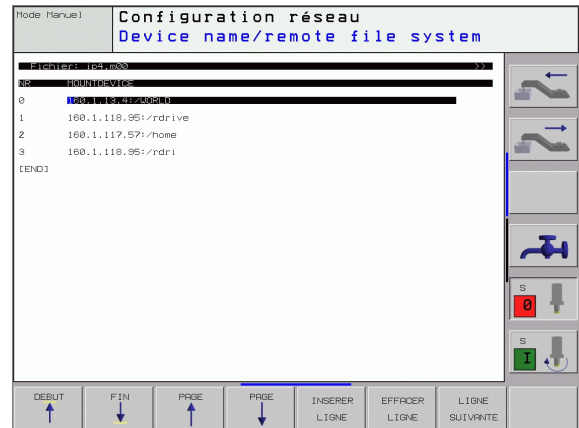 Mode Manuel
Configuration réseau
Device name/remote file system
Fichier: ip4.m00 >>
NR MOUNTDEVICE
0 160.1.13.4:/WORLD
1 160.1.118.95:/rdrive
2 160.1.117.57:/home
3 160.1.118.95:/rdri
[END]
S
0
S
I
DEBUT
FIN
PAGE
PAGE
INSERER
LIGNE
EFFACER
LIGNE
LIGNE
SUIVANTE